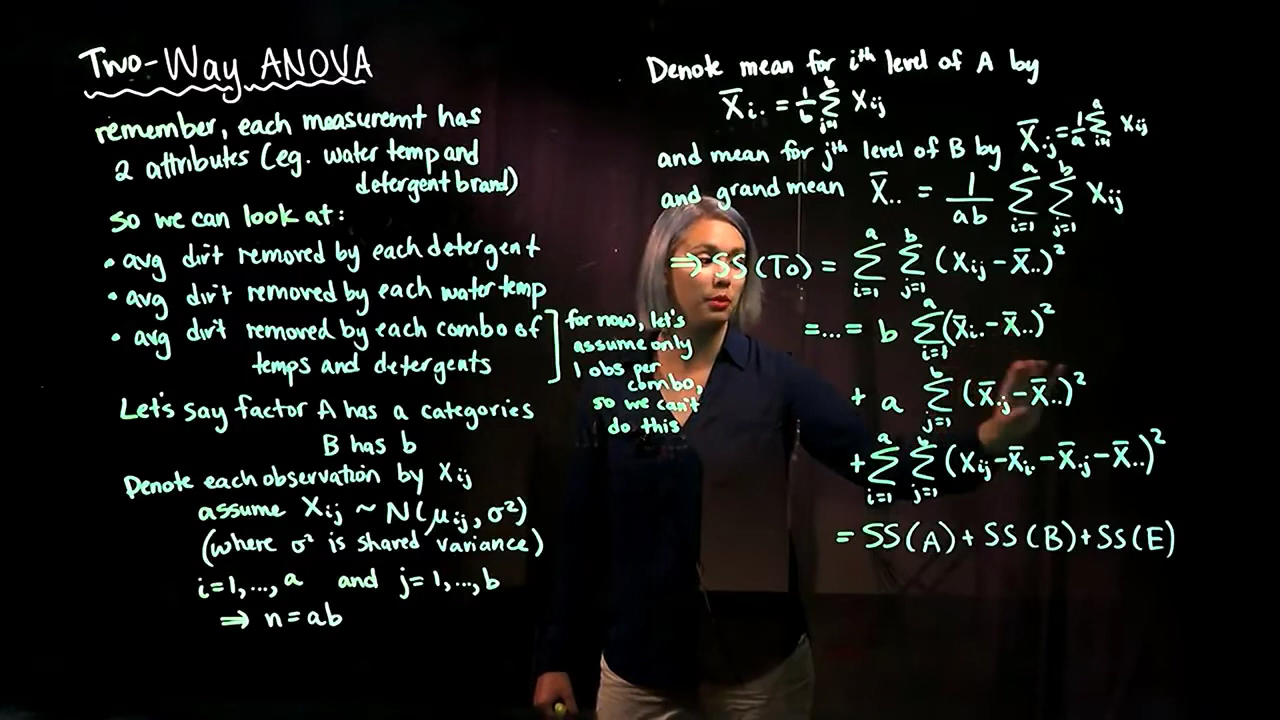 Two-Way ANOVA
remember, each measuremt has
2 attributes (eg. water temp and
detergent brand)
so we can look at:
• avg dirt removed by each detergent
• avg dirt removed by each water temp
• avg dirt removed by each combo of
temps and detergents
for now, let's
assume only
1 obs per
combo,
so we can't
do this
Let's say factor A has a categories
B has b
Denote each observation by Xij
assume Xij ~ N(μij, σ²)
(where σ² is shared variance)
i=1,...,a and j=1,...,b
⇒ n=ab
Denote mean for iᵗʰ level of A by
X̄i. = 1/b Σ_{j=1}^{b} Xij
and mean for jᵗʰ level of B by X̄.j = 1/a Σ_{i=1}^{a} Xij
and grand mean X̄.. = 1/ab Σ_{i=1}^{a} Σ_{j=1}^{b} Xij
⇒ SS(TO) = Σ_{i=1}^{a} Σ_{j=1}^{b} (Xij - X̄..)²
=...= b Σ_{i=1}^{a} (X̄i. - X̄..)²
+ a Σ_{j=1}^{b} (X̄.j - X̄..)²
+ Σ_{i=1}^{a} Σ_{j=1}^{b} (Xij - X̄i. - X̄.j - X̄..)²
= SS(A) + SS(B) + SS(E)